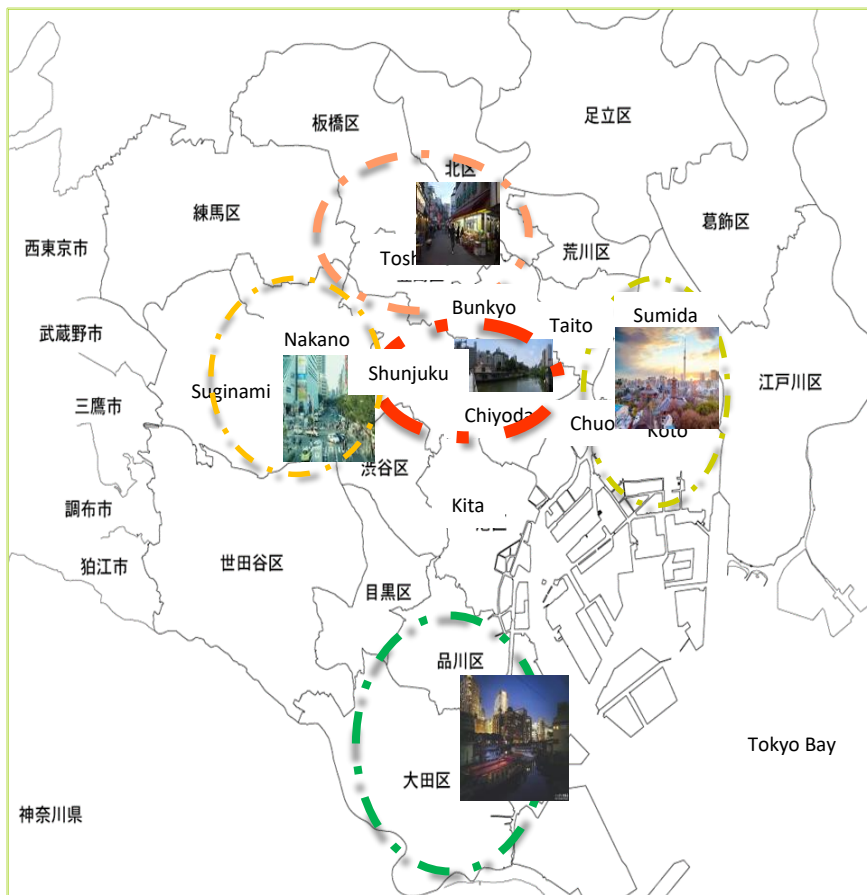 足立区
板橋区
北区
練馬区
葛飾区
西東京市
荒川区
Tosh
Bunkyo
Sumida
Taito
武蔵野市
Nakano
Shunjuku
Suginami
江戸川区
三鷹市
Chiyoda
Chuo
Koto
渋谷区
調布市
Kita
狛江市
世田谷区
目黒区
品川区
Tokyo Bay
大田区
神奈川県